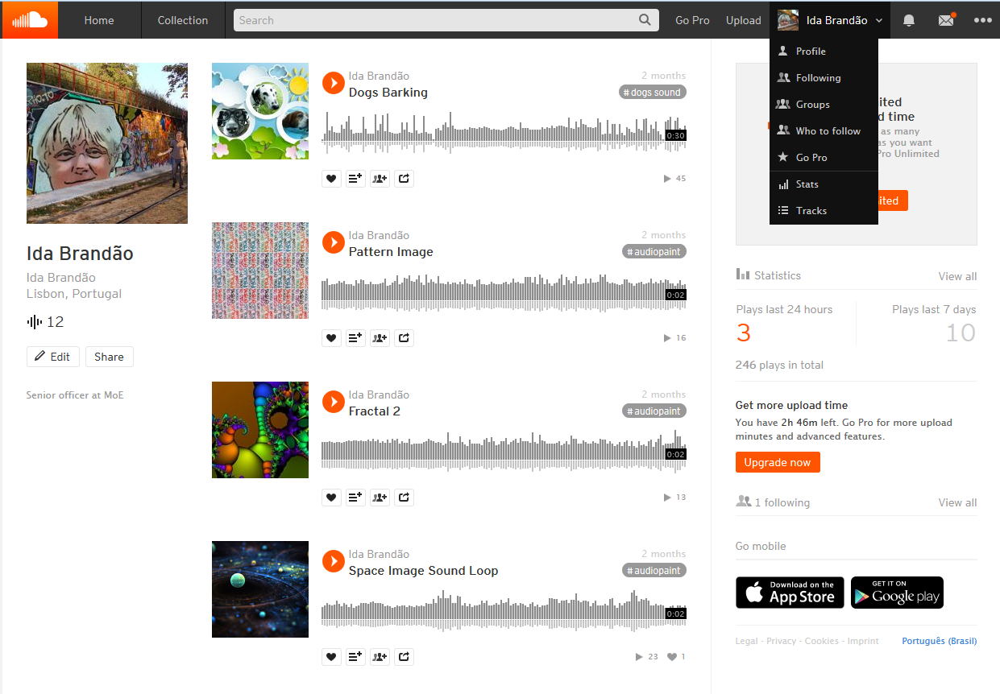 Home
Collection
Search
Go Pro
Upload
Ida Brandão
Profile
Following
Groups
Who to follow
Go Pro
Stats
Tracks
Ida Brandão
Ida Brandão
Lisbon, Portugal
12
Edit
Share
Senior officer at MoE
Ida Brandão
2 months
Dogs Barking
# dogs sound
0:30
45
Ida Brandão
2 months
Pattern Image
# audiopaint
0:02
16
Ida Brandão
2 months
Fractal 2
# audiopaint
0:02
13
Ida Brandão
2 months
Space Image Sound Loop
# audiopaint
0:02
23
1
as many
as you want
Pro Unlimited
Statistics
View all
Plays last 24 hours
Plays last 7 days
3
10
246 plays in total
Get more upload time
You have 2h 46m left. Go Pro for more upload
minutes and advanced features.
Upgrade now
1 following
View all
Go mobile
Download on the
App Store
GET IT ON
Google play
Legal - Privacy - Cookies - Imprint
Português (Brasil)